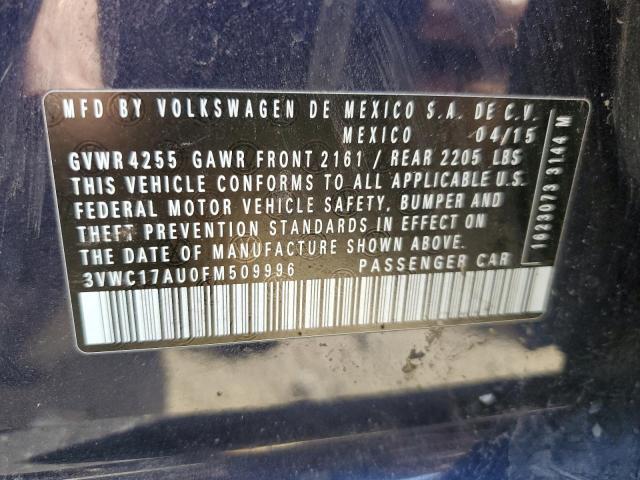 MFD BY VOLKSWAGEN DE MEXICO S.A. DE C.V.
MEXICO 04/15
GVWR 4255 GAWR FRONT 2161 / REAR 2205 LBS
THIS VEHICLE CONFORMS TO ALL APPLICABLE U.S.
FEDERAL MOTOR VEHICLE SAFETY, BUMPER AND
THEFT PREVENTION STANDARDS IN EFFECT ON
THE DATE OF MANUFACTURE SHOWN ABOVE.
3VWC17AU0FM509996 PASSENGER CAR
1623073 3144 M